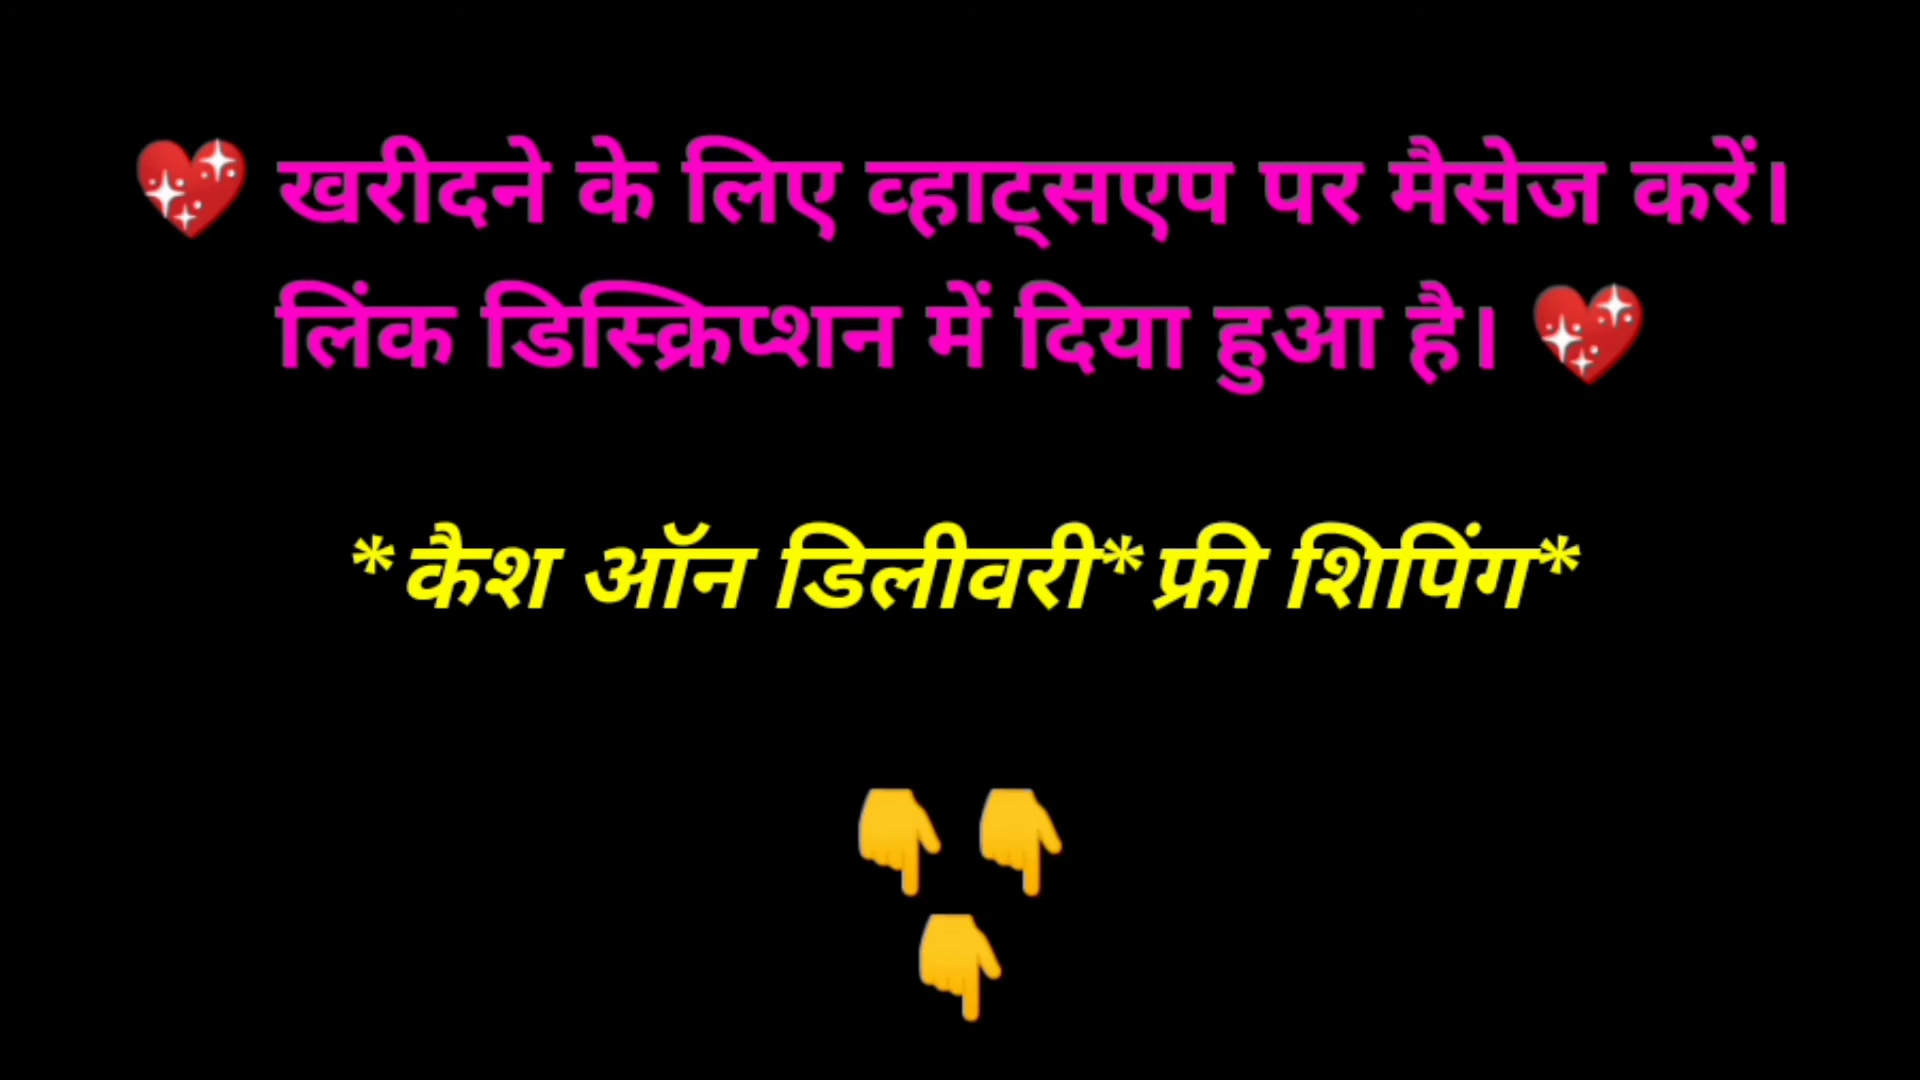 💖 खरीदने के लिए व्हाट्सएप पर मैसेज करें।
लिंक डिस्क्रिप्शन में दिया हुआ है। 💖
*कैश ऑन डिलीवरी*फ्री शिपिंग*
👇 👇
👇